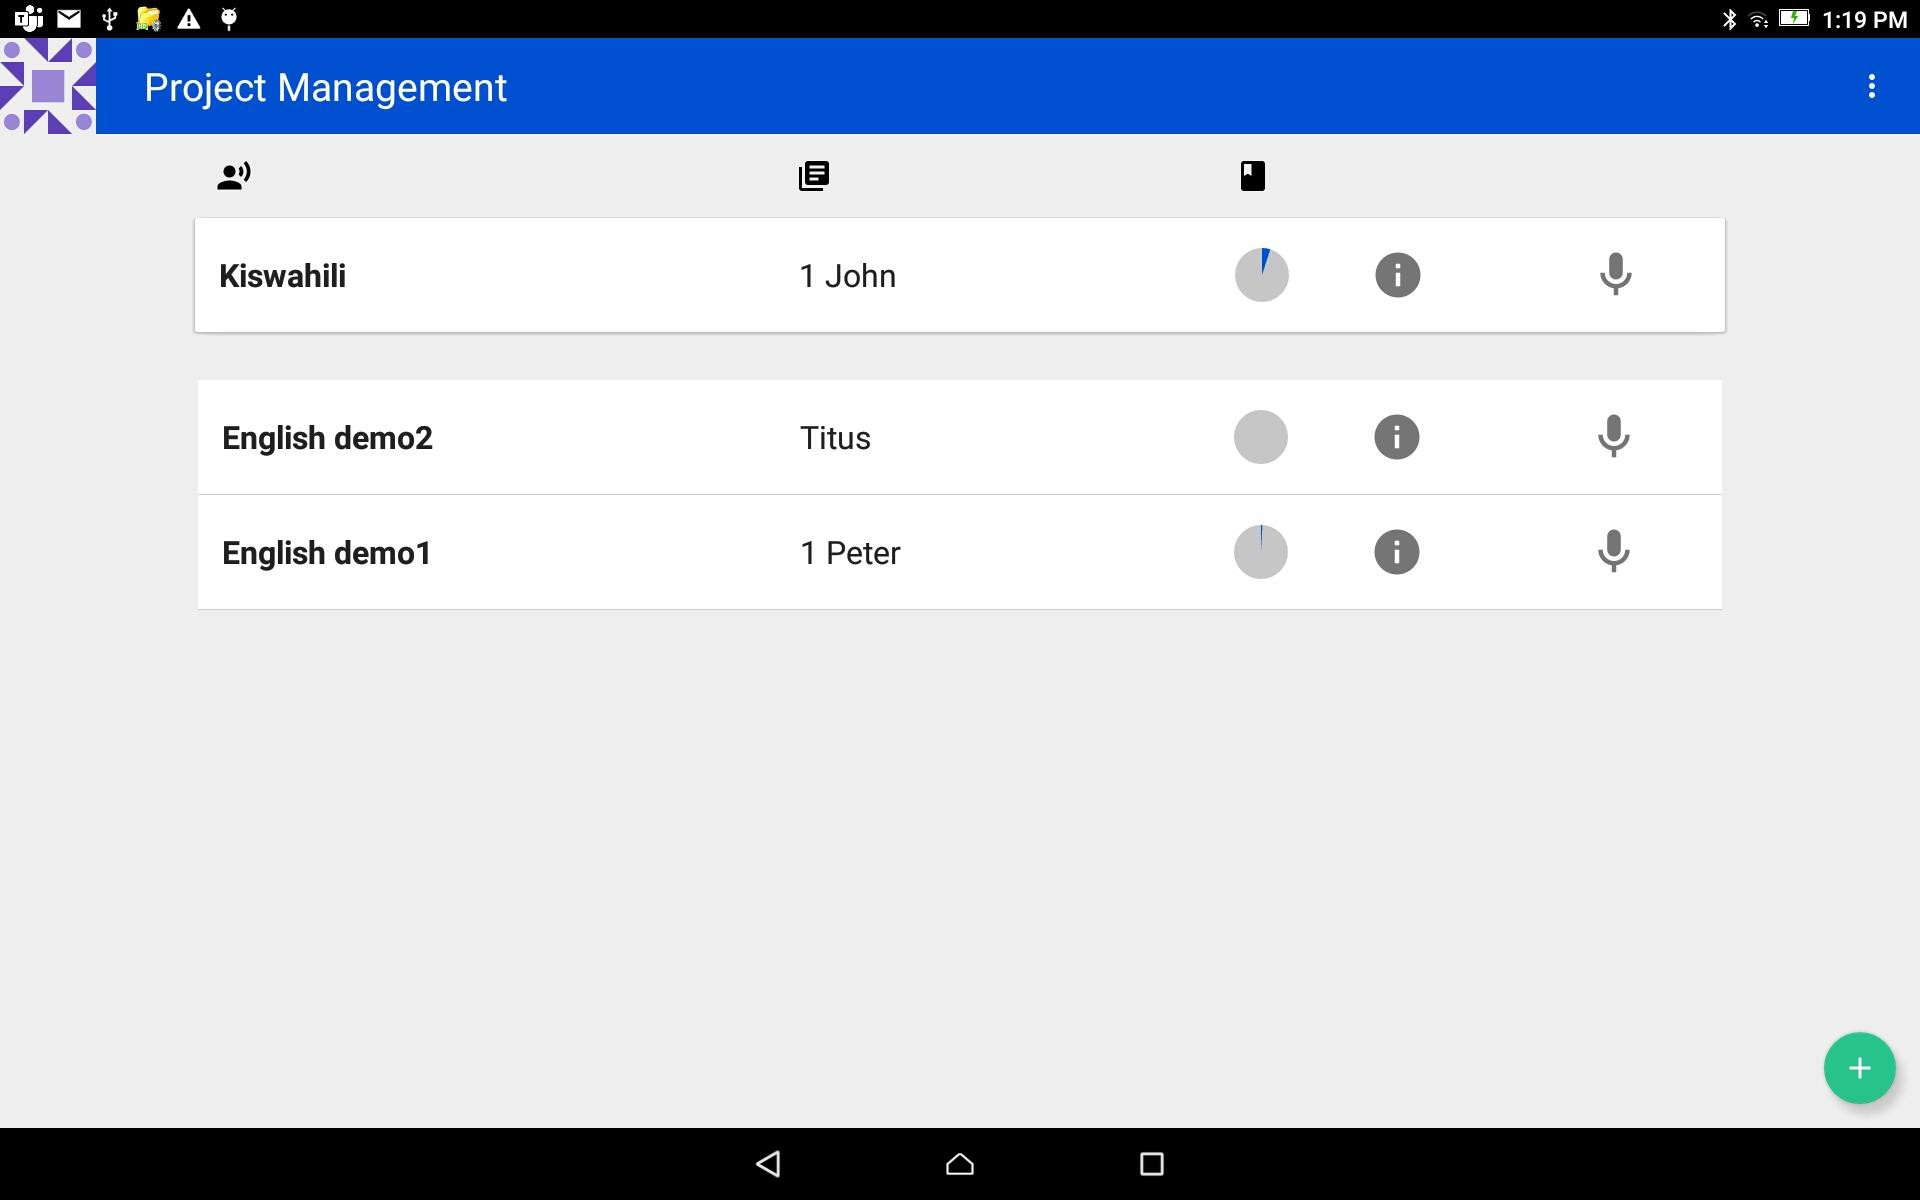 1:19 PM
Project Management
Kiswahili 1 John
English demo2 Titus
English demo1 1 Peter